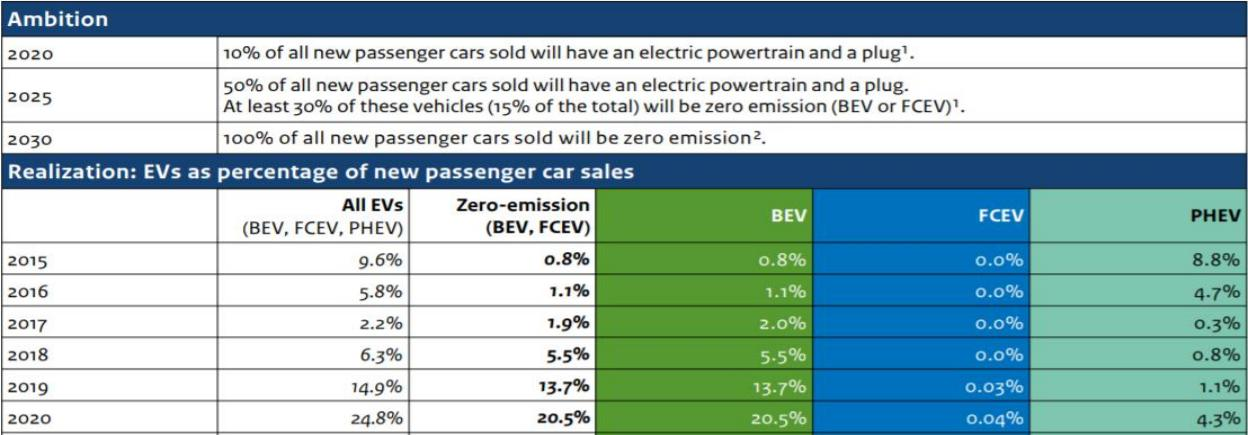 Ambition
2020 10% of all new passenger cars sold will have an electric powertrain and a plug¹.
2025 50% of all new passenger cars sold will have an electric powertrain and a plug.
At least 30% of these vehicles (15% of the total) will be zero emission (BEV or FCEV)¹.
2030 100% of all new passenger cars sold will be zero emission².
Realization: EVs as percentage of new passenger car sales
All EVs Zero-emission BEV FCEV PHEV
(BEV, FCEV, PHEV) (BEV, FCEV)
2015 9.6% 0.8% 0.8% 0.0% 8.8%
2016 5.8% 1.1% 1.1% 0.0% 4.7%
2017 2.2% 1.9% 2.0% 0.0% 0.3%
2018 6.3% 5.5% 5.5% 0.0% 0.8%
2019 14.9% 13.7% 13.7% 0.03% 1.1%
2020 24.8% 20.5% 20.5% 0.04% 4.3%